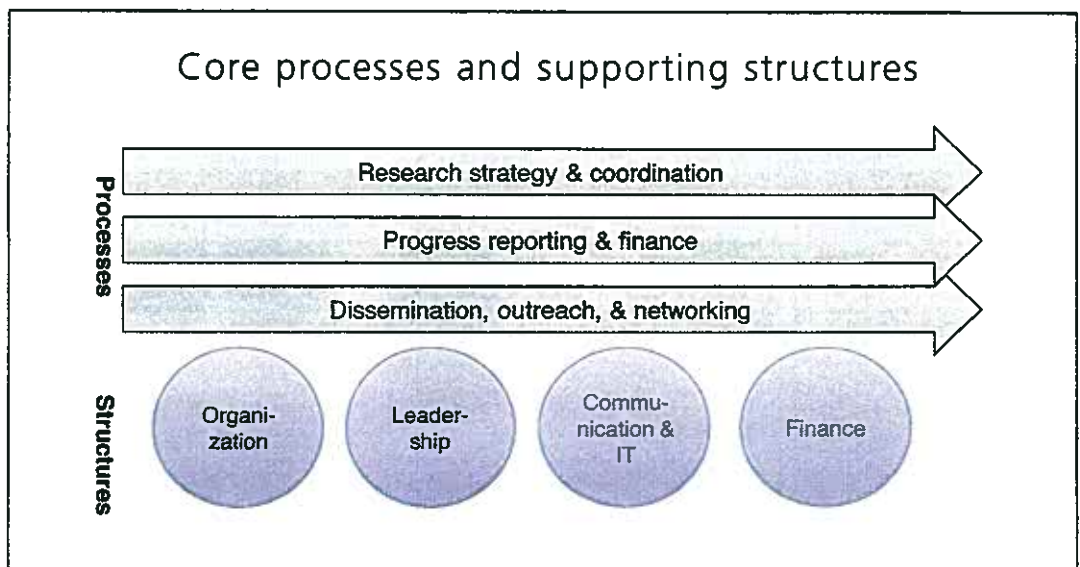 Core processes and supporting structures
Processes
Research strategy & coordination
Progress reporting & finance
Dissemination, outreach, & networking
Structures
Organi-
zation
Leader-
ship
Commu-
nication &
IT
Finance